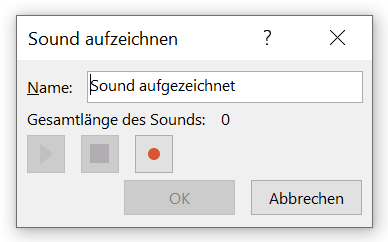 Sound aufzeichnen ?
Name: Sound aufgezeichnet
Gesamtlänge des Sounds: 0
OK Abbrechen